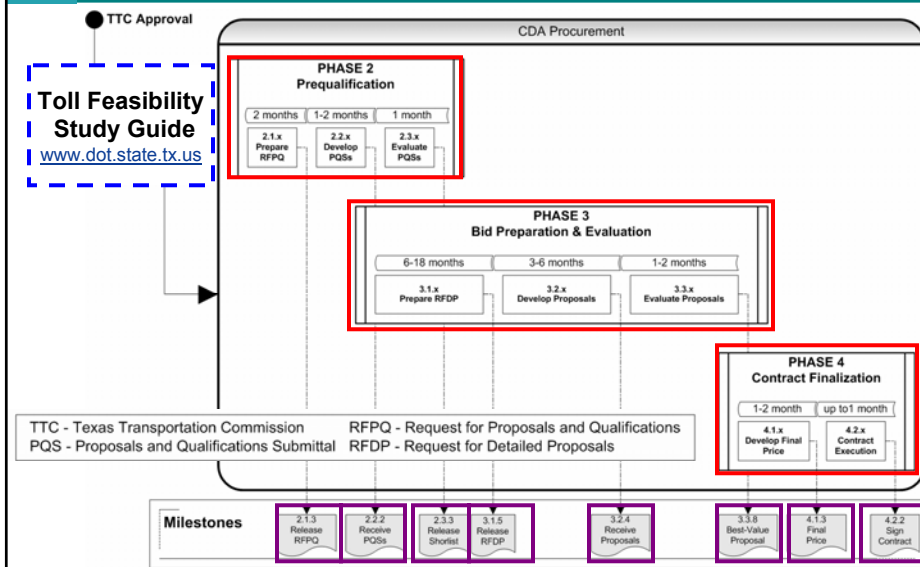 TTC Approval
CDA Procurement
Toll Feasibility
Study Guide
www.dot.state.tx.us
PHASE 2
Prequalification
2 months 1-2 months 1 month
2.1.x
Prepare
RFPQ
2.2.x
Develop
PQSs
2.3.x
Evaluate
PQSs
PHASE 3
Bid Preparation & Evaluation
6-18 months 3-6 months 1-2 months
3.1.x
Prepare RFDP
3.2.x
Develop Proposals
3.3.x
Evaluate Proposals
PHASE 4
Contract Finalization
1-2 month up to1 month
4.1.x
Develop Final
Price
4.2.x
Contract
Execution
TTC - Texas Transportation Commission RFPQ - Request for Proposals and Qualifications
PQS - Proposals and Qualifications Submittal RFDP - Request for Detailed Proposals
Milestones
2.1.3
Release
RFPQ
2.2.2
Receive
PQSs
2.3.3
Release
Shorlist
3.1.5
Release
RFDP
3.2.4
Receive
Proposals
3.3.8
Best-Value
Proposal
4.1.3
Final
Price
4.2.2
Sign
Contract